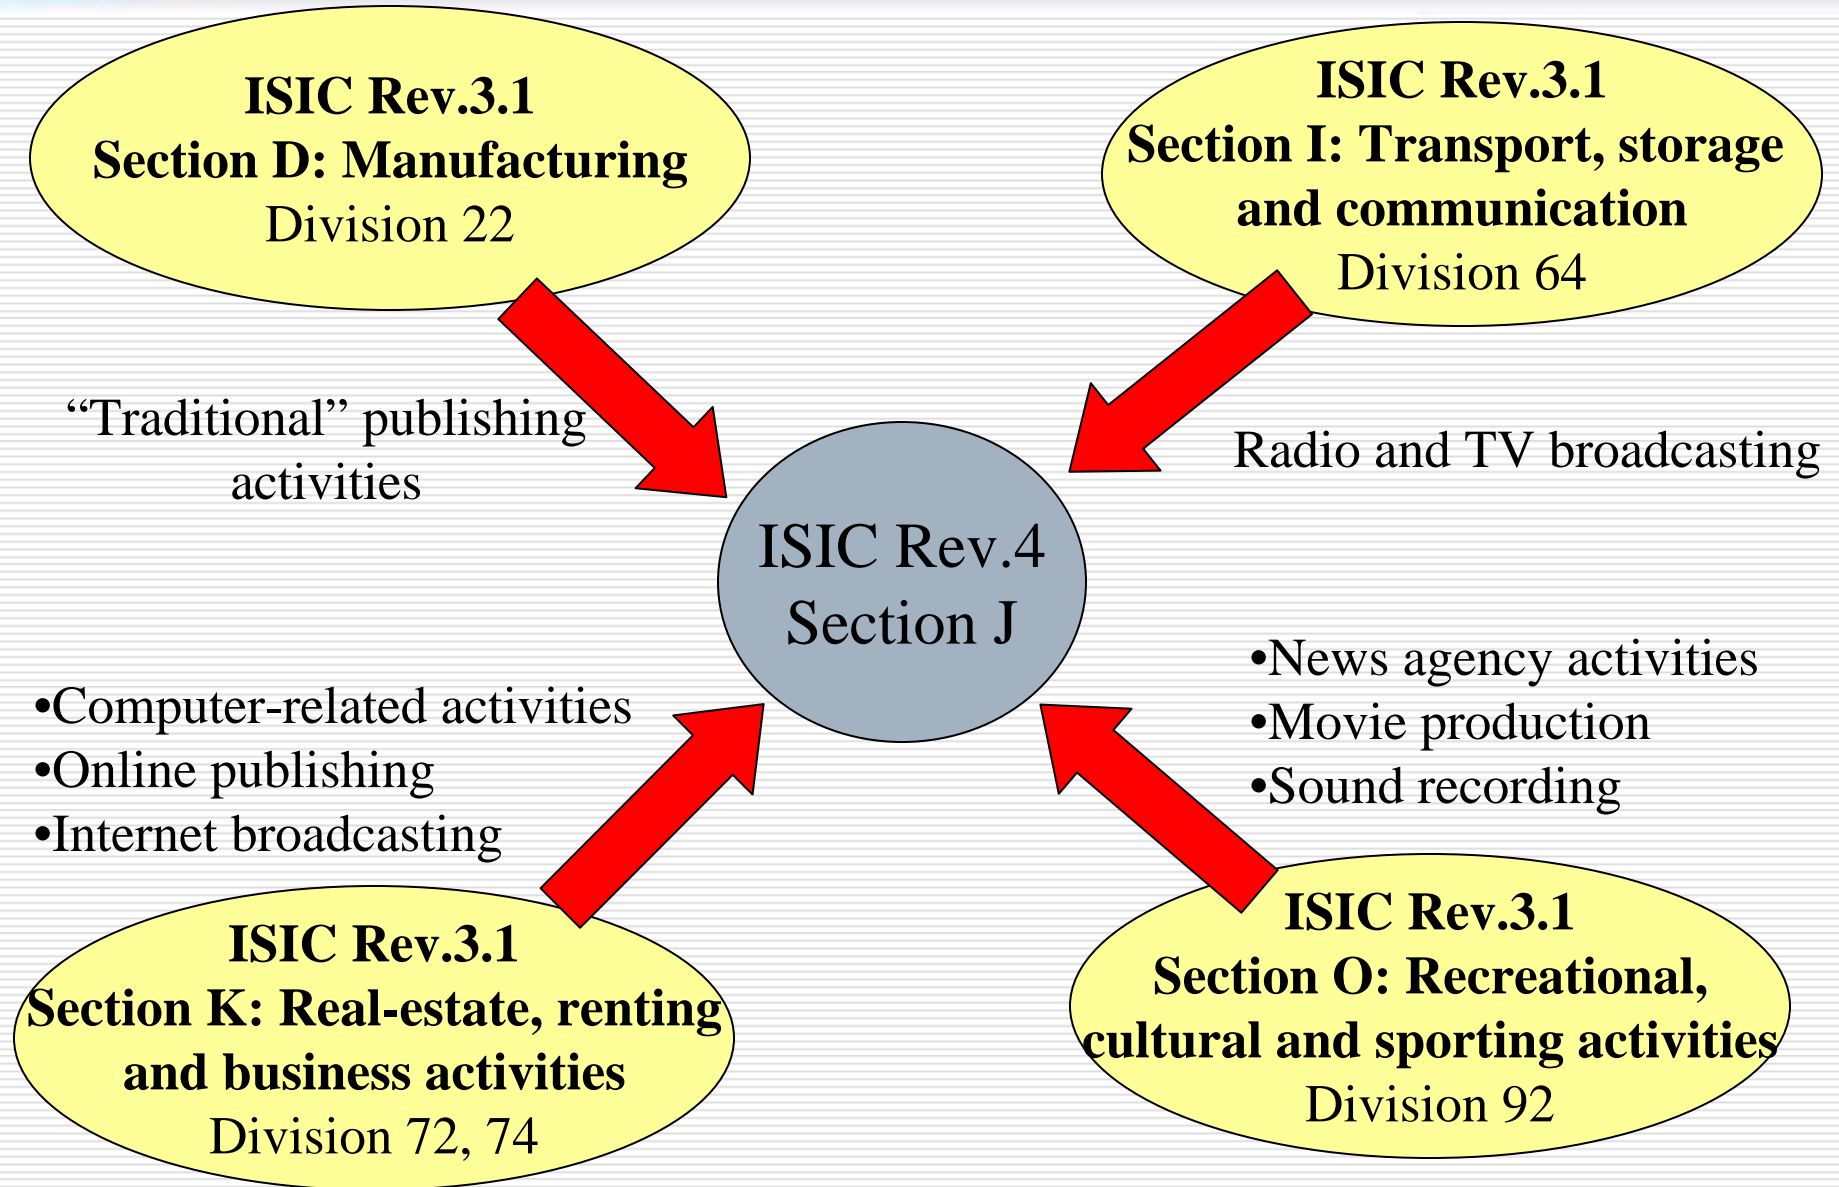 ISIC Rev.3.1
Section D: Manufacturing
Division 22
ISIC Rev.3.1
Section I: Transport, storage
and communication
Division 64
“Traditional” publishing
activities
Radio and TV broadcasting
ISIC Rev.4
Section J
•Computer-related activities
•Online publishing
•Internet broadcasting
•News agency activities
•Movie production
•Sound recording
ISIC Rev.3.1
Section K: Real-estate, renting
and business activities
Division 72, 74
ISIC Rev.3.1
Section O: Recreational,
cultural and sporting activities
Division 92